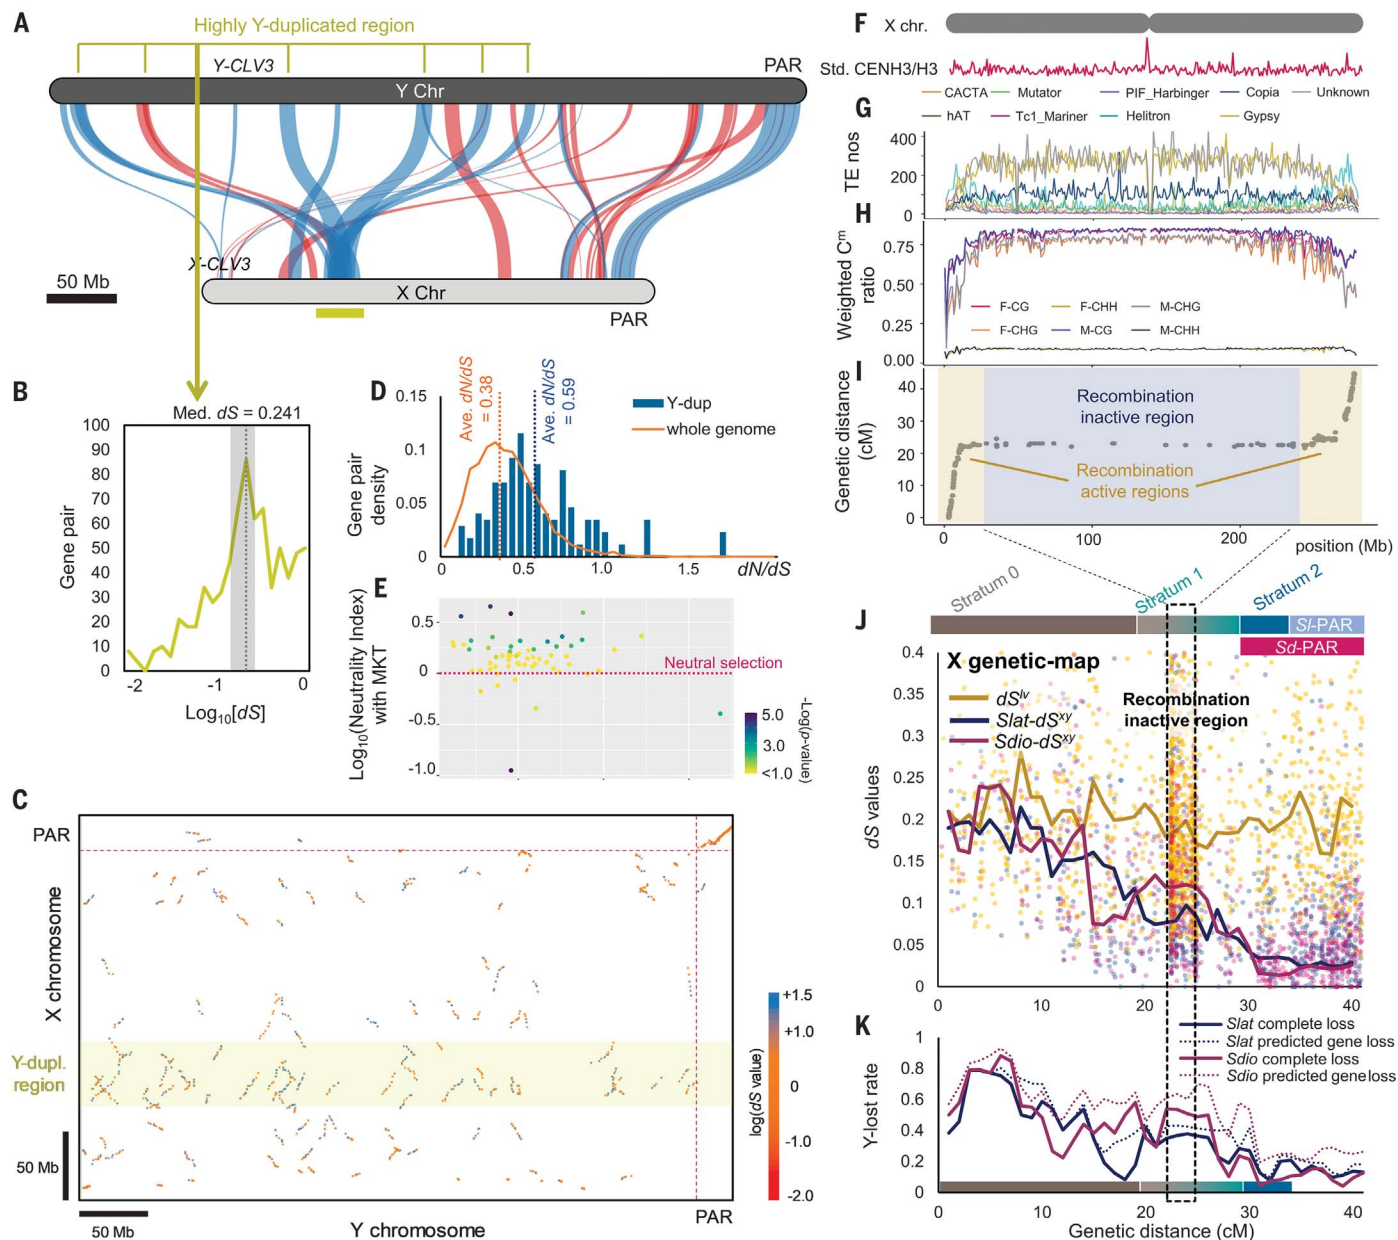 A
Highly Y-duplicated region
Y-CLV3
PAR
Y Chr
X-CLV3
50 Mb
X Chr
PAR
B
Med. dS = 0.241
100
90
80
70
60
50
40
30
20
10
0
Gene pair
-2
-1
0
Log10[dS]
D
Ave. dN/dS
= 0.38
Ave. dN/dS
= 0.59
Y-dup
whole genome
0.15
0.1
0.05
0
Gene pair
density
0
0.5
1.0
1.5
dN/dS
E
Log10(Neutrality Index)
with MKT
0.5
0
-0.5
-1.0
Neutral selection
5.0
3.0
<1.0
-Log(p-value)
C
PAR
X chromosome
Y-dupl.
region
50 Mb
50 Mb
Y chromosome
PAR
+1.5
+1.0
0
-1.0
-2.0
log(dS value)
F
X chr.
Std. CENH3/H3
CACTA
Mutator
PIF_Harbinger
Copia
Unknown
hAT
Tc1_Mariner
Helitron
Gypsy
G
TE nos
400
200
0
H
Weighted Cm
ratio
0.75
0.50
0.25
0.00
F-CG
F-CHH
M-CHG
F-CHG
M-CG
M-CHH
I
Genetic distance
(cM)
40
30
20
10
0
Recombination
inactive region
Recombination
active regions
0
100
200
position (Mb)
Stratum 0
Stratum 1
Stratum 2
J
Sl-PAR
Sd-PAR
X genetic-map
dSlv
Slat-dSxy
Sdio-dSxy
Recombination
inactive region
0.4
0.35
0.3
0.25
0.2
0.15
0.1
0.05
0
dS values
0
10
20
30
40
K
Slat complete loss
Slat predicted gene loss
Sdio complete loss
Sdio predicted geneloss
1
0.8
0.6
0.4
0.2
0
Y-lost rate
0
10
20
30
40
Genetic distance (cM)